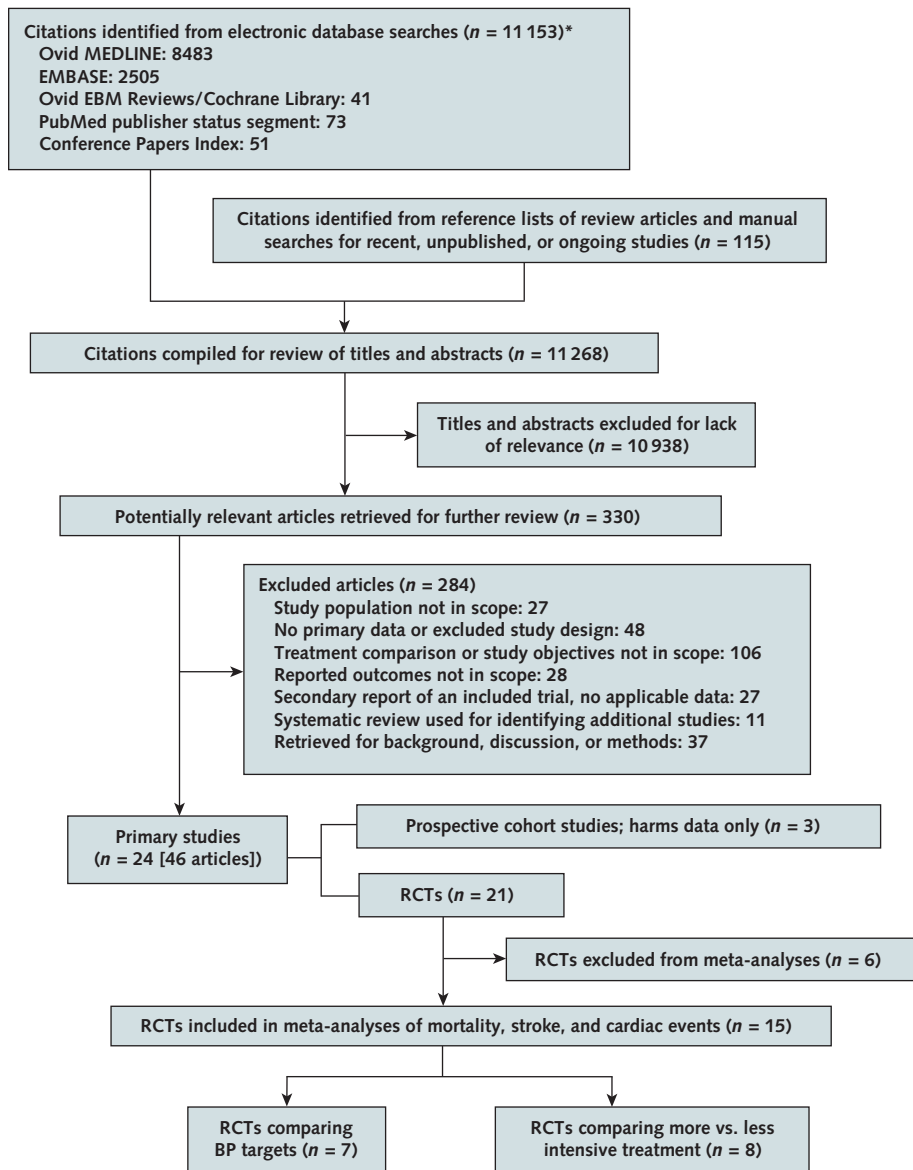 Citations identified from electronic database searches (n = 11 153)*
Ovid MEDLINE: 8483
EMBASE: 2505
Ovid EBM Reviews/Cochrane Library: 41
PubMed publisher status segment: 73
Conference Papers Index: 51
Citations identified from reference lists of review articles and manual
searches for recent, unpublished, or ongoing studies (n = 115)
Citations compiled for review of titles and abstracts (n = 11 268)
Titles and abstracts excluded for lack
of relevance (n = 10 938)
Potentially relevant articles retrieved for further review (n = 330)
Excluded articles (n = 284)
Study population not in scope: 27
No primary data or excluded study design: 48
Treatment comparison or study objectives not in scope: 106
Reported outcomes not in scope: 28
Secondary report of an included trial, no applicable data: 27
Systematic review used for identifying additional studies: 11
Retrieved for background, discussion, or methods: 37
Primary studies
(n = 24 [46 articles])
Prospective cohort studies; harms data only (n = 3)
RCTs (n = 21)
RCTs excluded from meta-analyses (n = 6)
RCTs included in meta-analyses of mortality, stroke, and cardiac events (n = 15)
RCTs comparing
BP targets (n = 7)
RCTs comparing more vs. less
intensive treatment (n = 8)